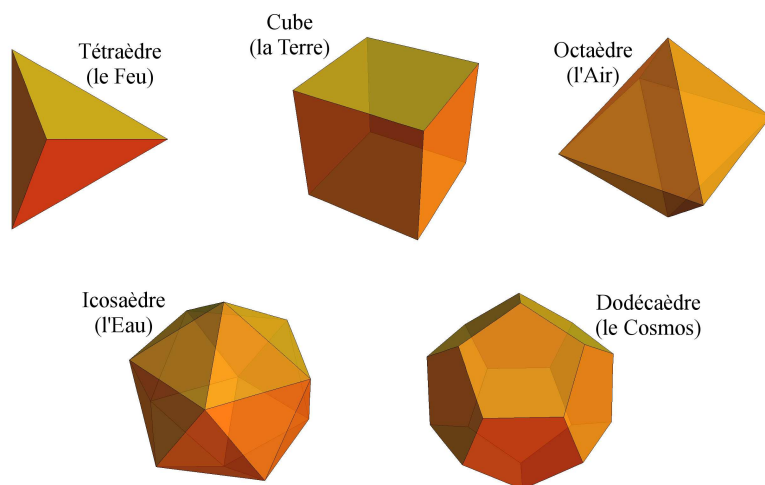 Tétraèdre
(le Feu)
Cube
(la Terre)
Octaèdre
(l'Air)
Icosaèdre
(l'Eau)
Dodécaèdre
(le Cosmos)